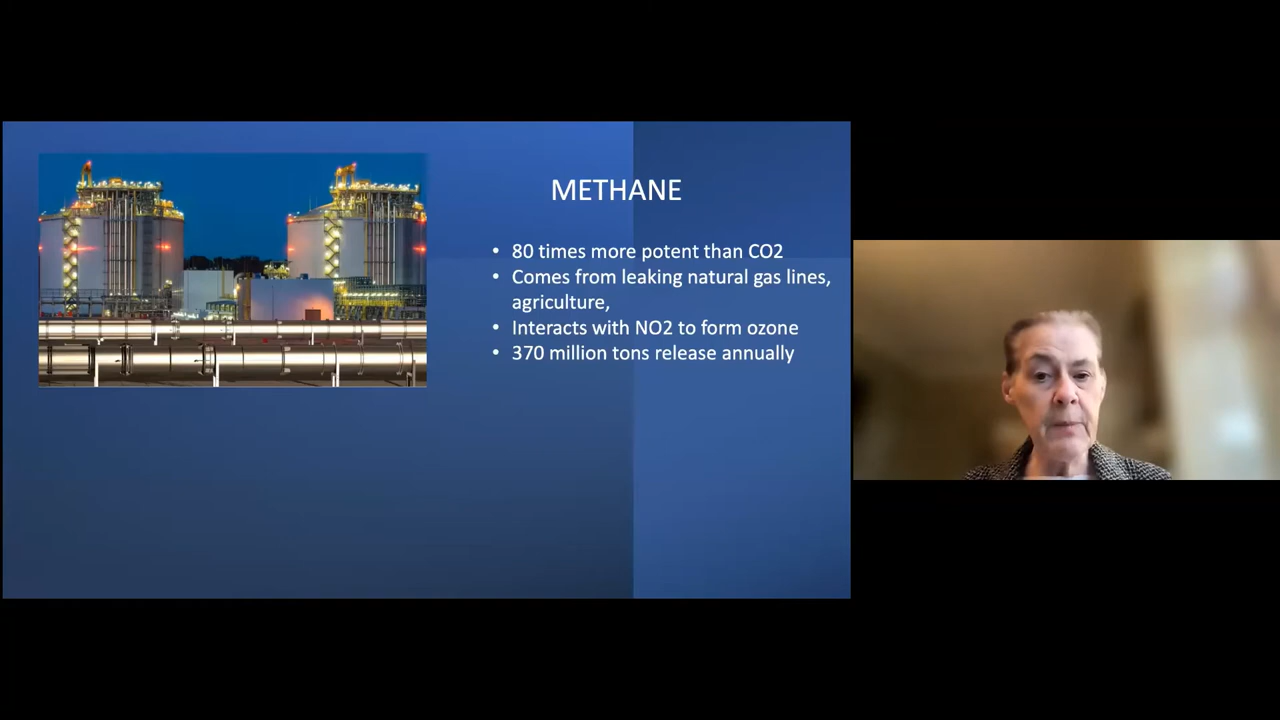 METHANE
• 80 times more potent than CO2
• Comes from leaking natural gas lines,
agriculture,
• Interacts with NO2 to form ozone
• 370 million tons release annually